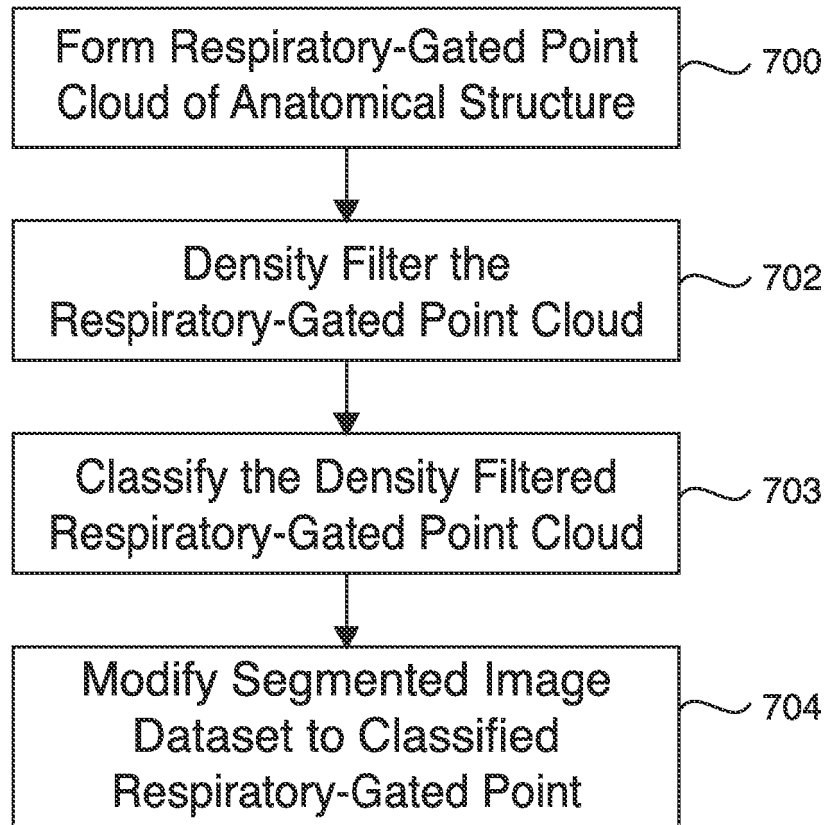 Form Respiratory-Gated Point
Cloud of Anatomical Structure
700
Density Filter the
Respiratory-Gated Point Cloud
702
Classify the Density Filtered
Respiratory-Gated Point Cloud
703
Modify Segmented Image
Dataset to Classified
Respiratory-Gated Point
704